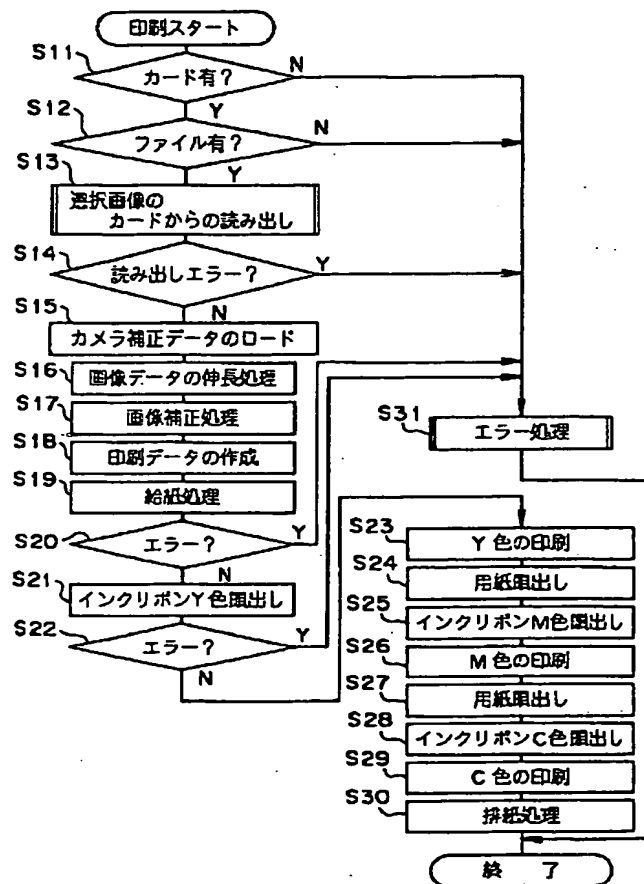 印刷スタート
S11
カード有?
N
Y
S12
ファイル有?
N
Y
S13
選択画像の
カードからの読み出し
S14
読み出しエラー?
Y
N
S15
カメラ補正データのロード
S16
画像データの伸長処理
S17
画像補正処理
S18
印刷データの作成
S19
給紙処理
S20
エラー?
Y
N
S21
インクリボンY色頭出し
S22
エラー?
Y
N
S31
エラー処理
S23
Y色の印刷
S24
用紙頭出し
S25
インクリボンM色頭出し
S26
M色の印刷
S27
用紙頭出し
S28
インクリボンC色頭出し
S29
C色の印刷
S30
排紙処理
終 了